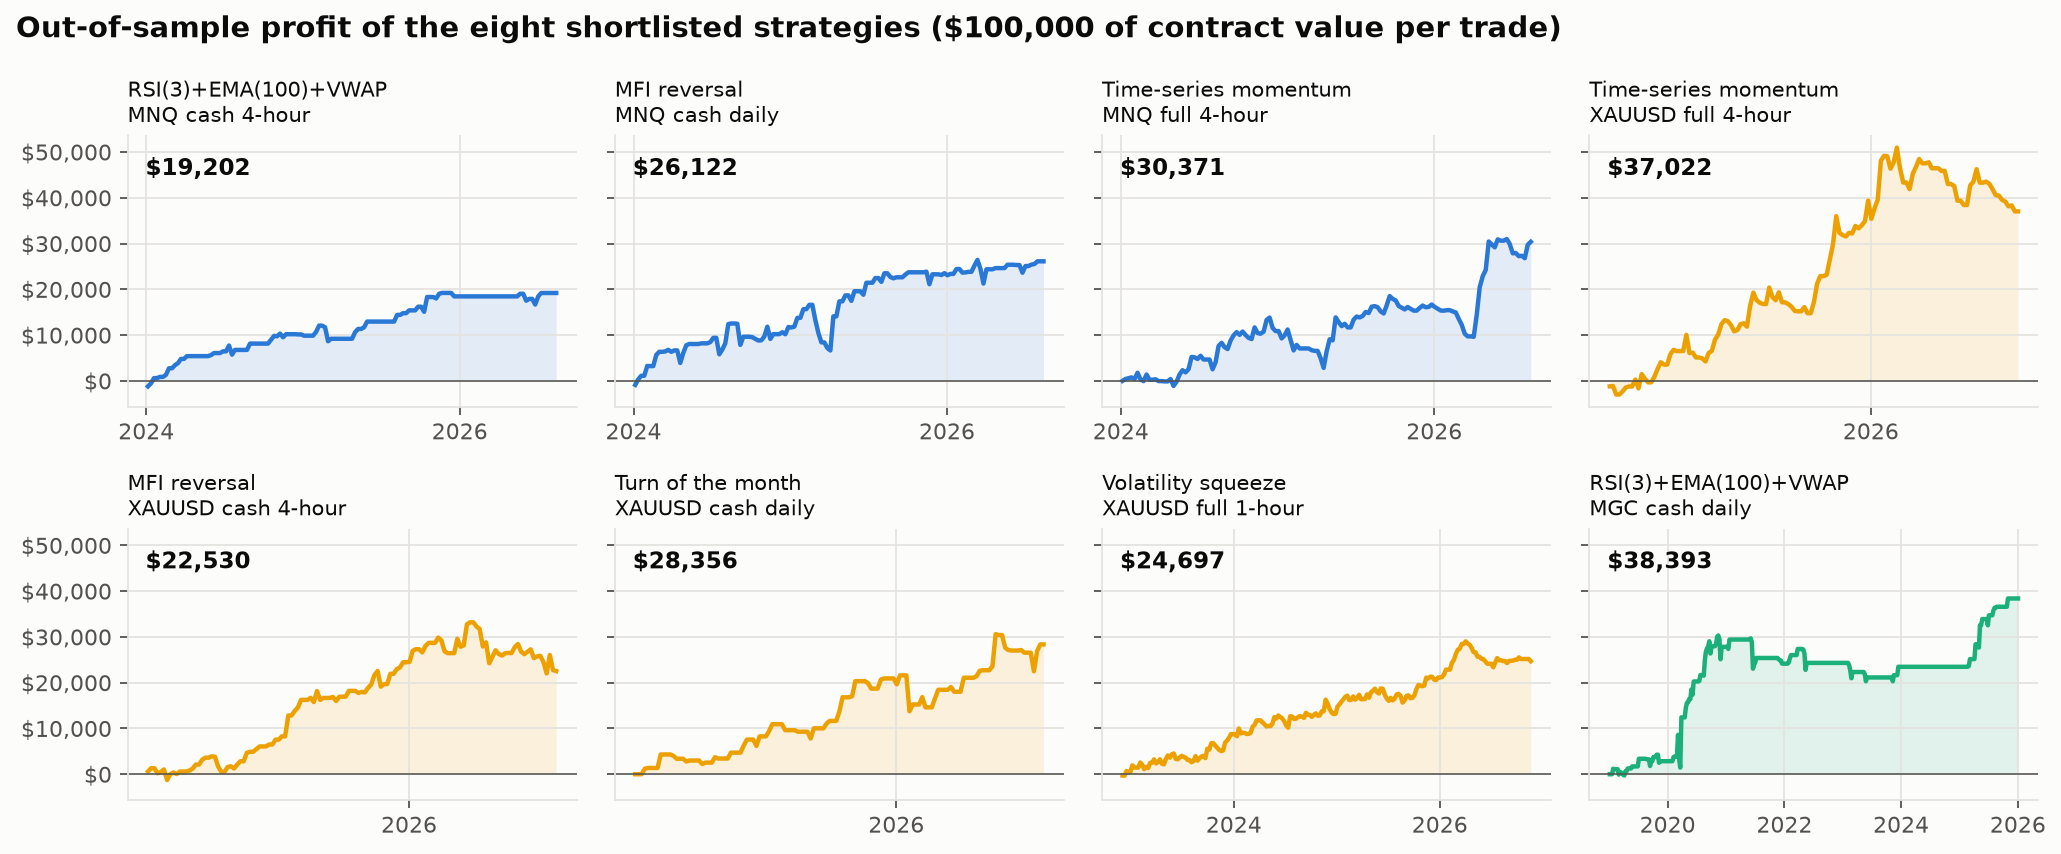 Out-of-sample profit of the eight shortlisted strategies ($100,000 of contract value per trade)
RSI(3)+EMA(100)+VWAP
MNQ cash 4-hour
MFI reversal
MNQ cash daily
Time-series momentum
MNQ full 4-hour
Time-series momentum
XAUUSD full 4-hour
$50,000
$40,000
$30,000
$20,000
$10,000
$0
$19,202
$26,122
$30,371
$37,022
2024
2026
2024
2026
2024
2026
2026
MFI reversal
XAUUSD cash 4-hour
Turn of the month
XAUUSD cash daily
Volatility squeeze
XAUUSD full 1-hour
RSI(3)+EMA(100)+VWAP
MGC cash daily
$50,000
$40,000
$30,000
$20,000
$10,000
$0
$22,530
$28,356
$24,697
$38,393
2026
2026
2024
2026
2020
2022
2024
2026